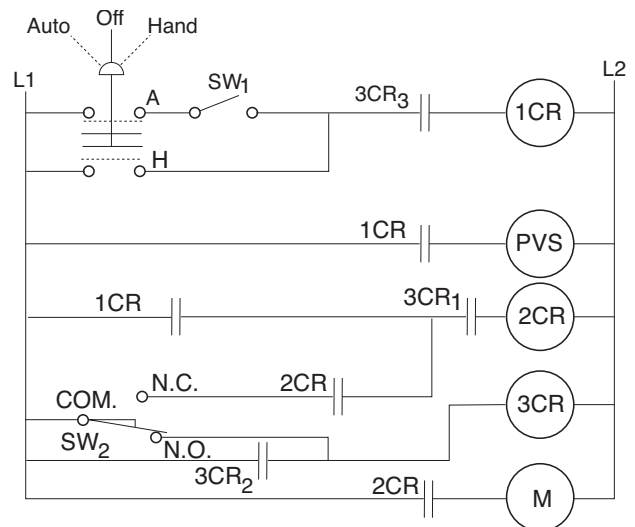 Off
Auto Hand
L1 L2
A SW1 3CR3 1CR
H
1CR PVS
1CR 3CR1 2CR
N.C. 2CR 3CR
COM.
SW2 N.O.
3CR2 2CR M